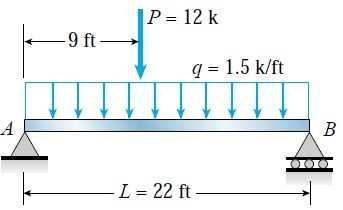 P = 12 k
9 ft
q = 1.5 k/ft
A
B
L = 22 ft